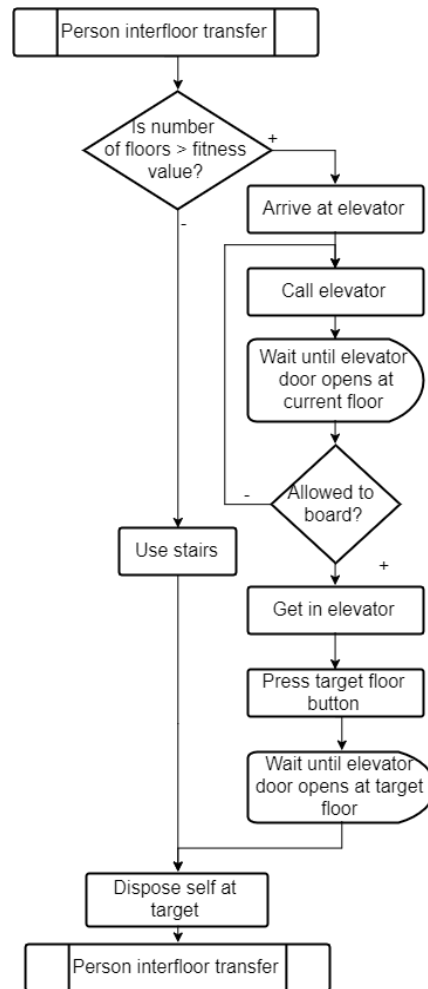 Person interfloor transfer
Is number
of floors > fitness
value?
+
-
Arrive at elevator
Call elevator
Wait until elevator
door opens at
current floor
Allowed to
board?
-
+
Use stairs
Get in elevator
Press target floor
button
Wait until elevator
door opens at target
floor
Dispose self at
target
Person interfloor transfer